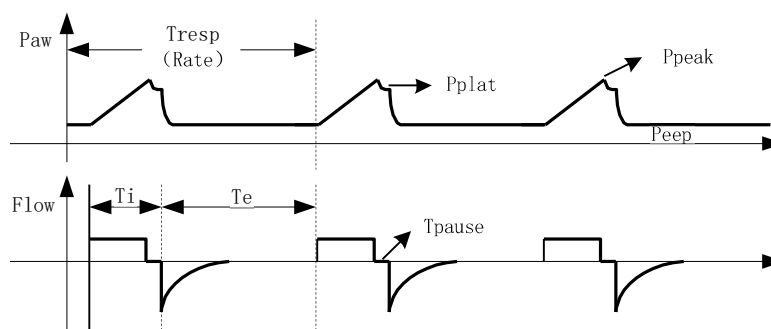 Paw
Tresp
(Rate)
Pplat
Ppeak
Peep
Flow
Ti
Te
Tpause